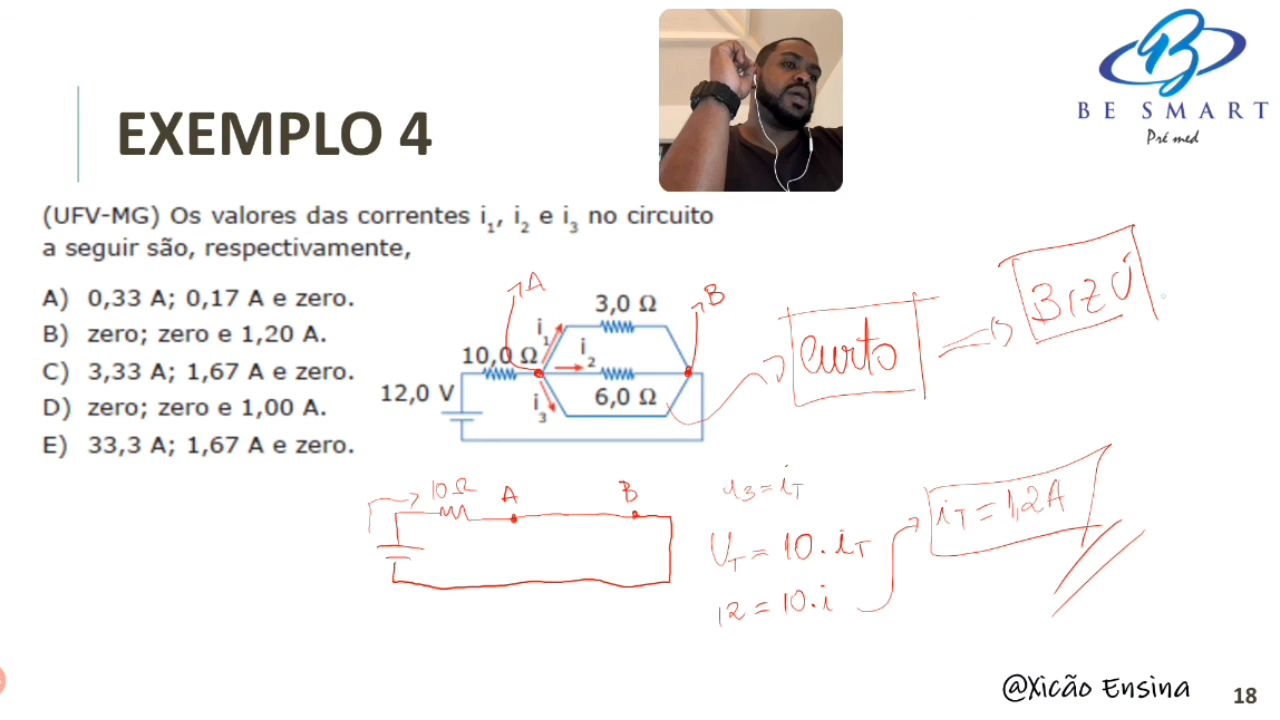 BE SMART
Pré med
EXEMPLO 4
(UFV-MG) Os valores das correntes i₁, i₂ e i₃ no circuito
a seguir são, respectivamente,
A) 0,33 A; 0,17 A e zero.
B) zero; zero e 1,20 A.
C) 3,33 A; 1,67 A e zero.
D) zero; zero e 1,00 A.
E) 33,3 A; 1,67 A e zero.
A
3,0 Ω
B
i₁
10,0 Ω
i₂
12,0 V
6,0 Ω
i₃
Curto
Bizú
10Ω
A
B
i3 = iT
UT = 10 . iT
12 = 10 . i
iT = 1,2A
@Xicão Ensina
18